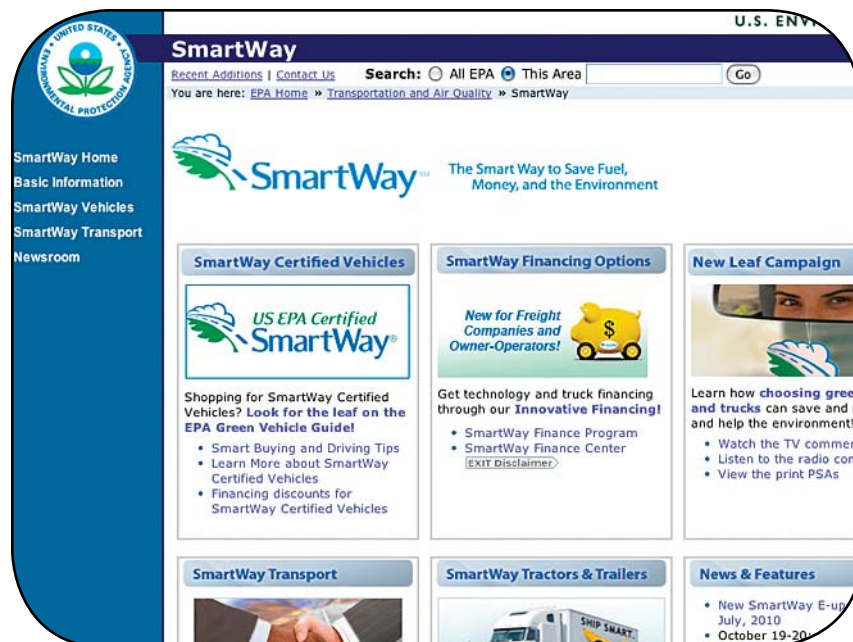 U.S. ENV
UNITED STATES
ENVIRONMENTAL PROTECTION AGENCY
SmartWay
Recent Additions | Contact Us Search: All EPA This Area Go
You are here: EPA Home » Transportation and Air Quality » SmartWay
SmartWay Home
Basic Information
SmartWay Vehicles
SmartWay Transport
Newsroom
SmartWay
The Smart Way to Save Fuel,
Money, and the Environment
SmartWay Certified Vehicles
US EPA Certified
SmartWay®
Shopping for SmartWay Certified
Vehicles? Look for the leaf on the
EPA Green Vehicle Guide!
• Smart Buying and Driving Tips
• Learn More about SmartWay
Certified Vehicles
• Financing discounts for
SmartWay Certified Vehicles
SmartWay Financing Options
New for Freight
Companies and
Owner-Operators!
$
Get technology and truck financing
through our Innovative Financing!
• SmartWay Finance Program
• SmartWay Finance Center
EXIT Disclaimer
New Leaf Campaign
Learn how choosing gree
and trucks can save and
and help the environment!
• Watch the TV commer
• Listen to the radio con
• View the print PSAs
SmartWay Transport
SmartWay Tractors & Trailers
SHIP SMART.
News & Features
• New SmartWay E-up
July, 2010
• October 19-20